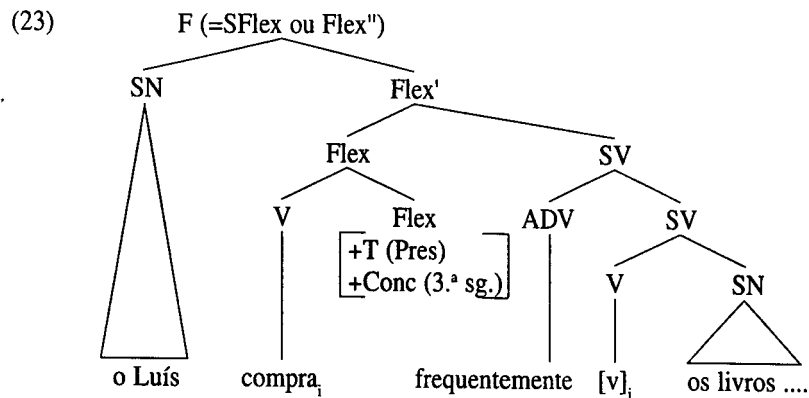 (23) F (=SFlex ou Flex")
SN Flex'
Flex SV
V Flex ADV SV
+T (Pres)
+Conc (3.ª sg.)
V SN
o Luís compraᵢ frequentemente [v]ᵢ os livros ....